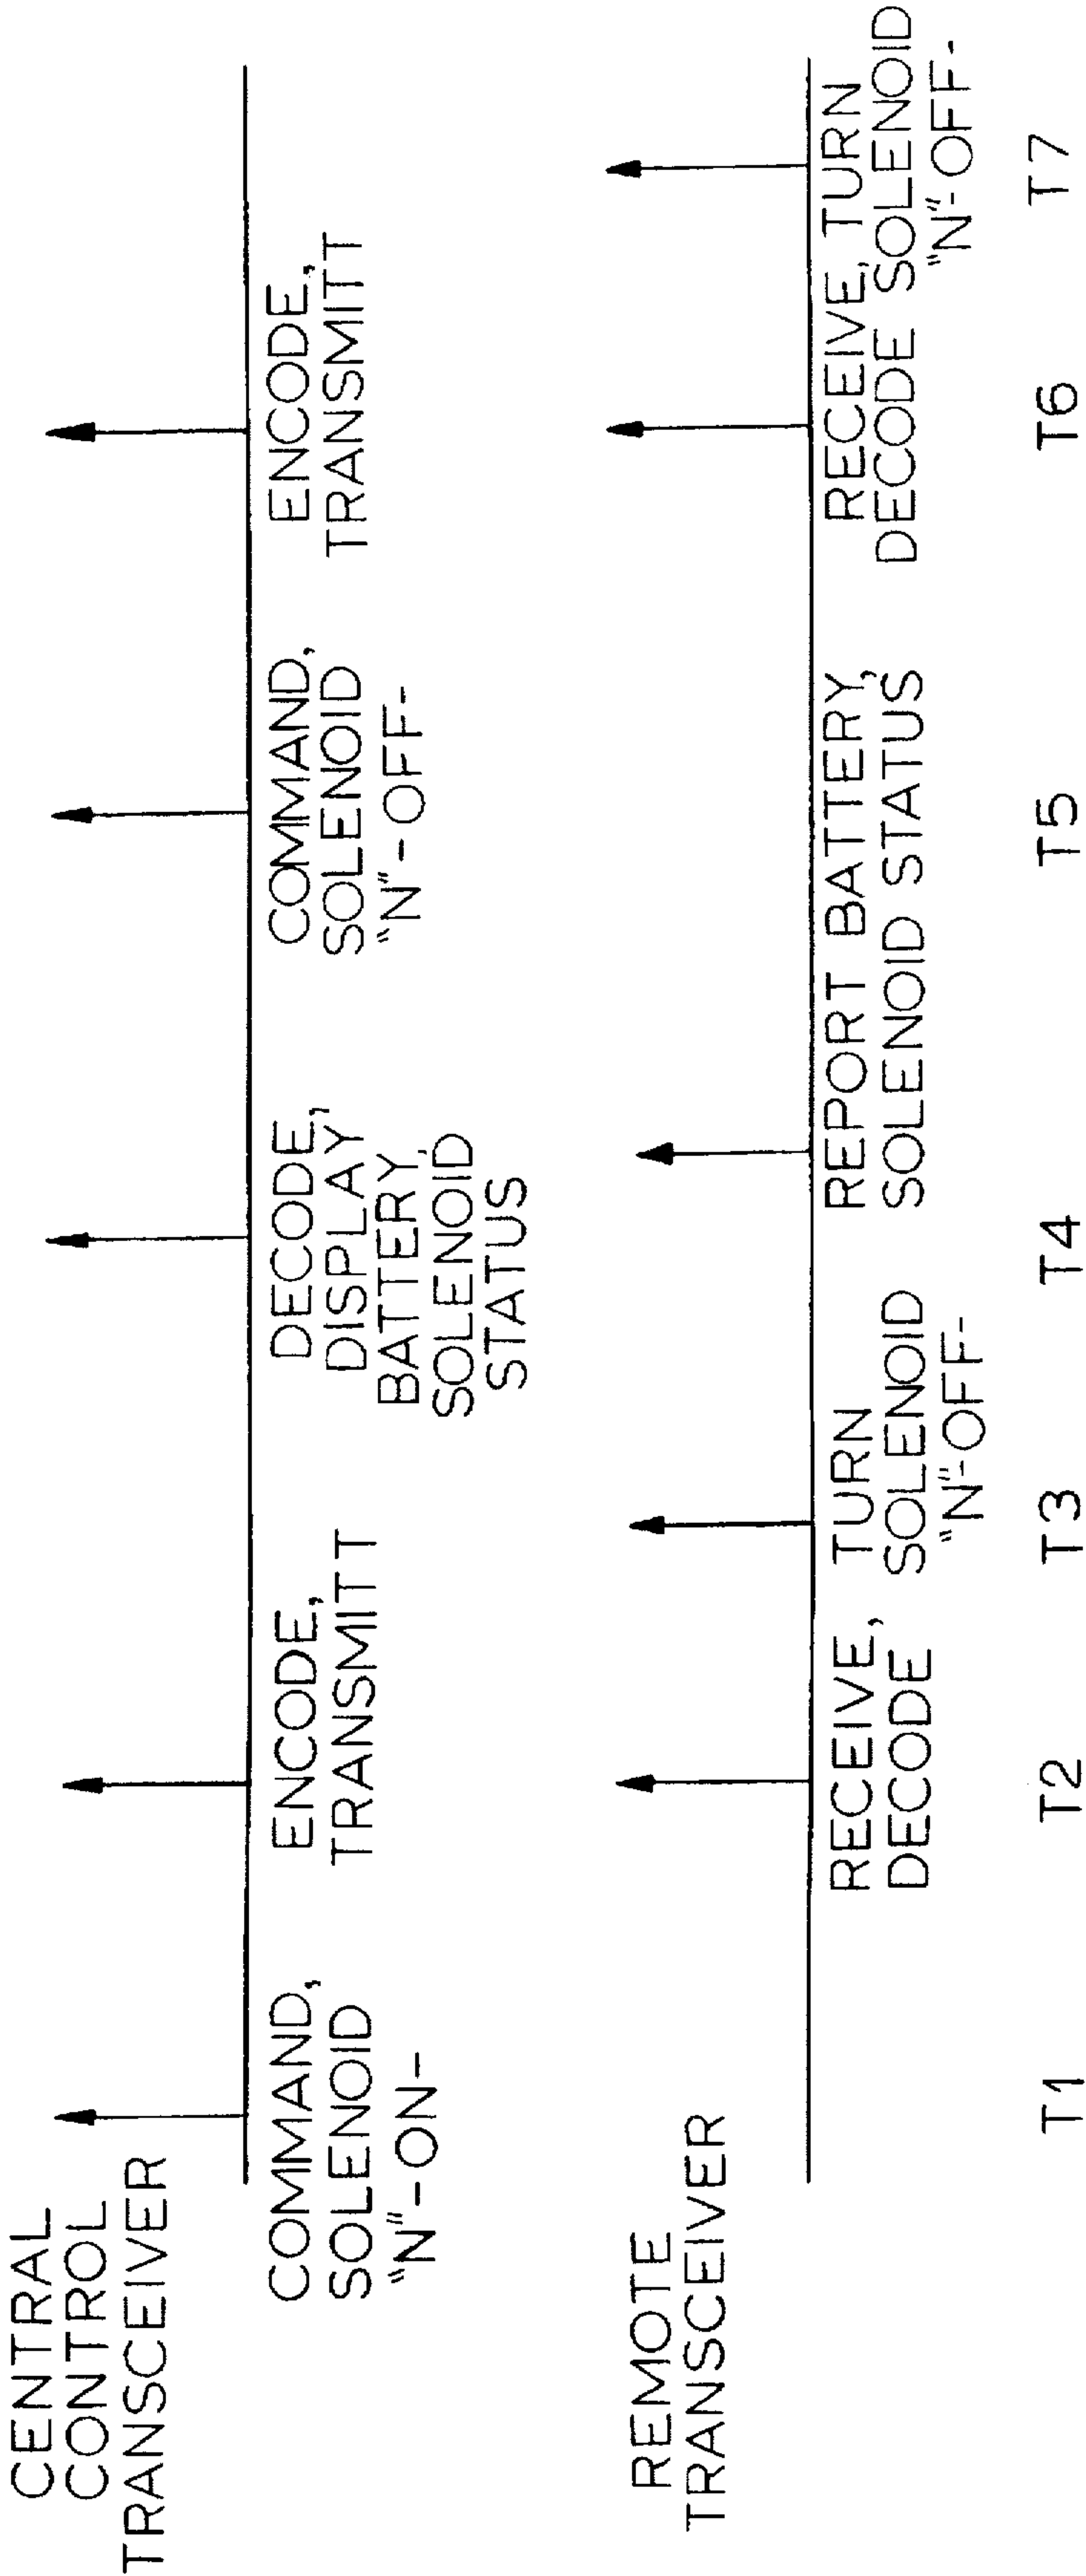 CENTRAL
CONTROL
TRANSCEIVER
COMMAND,
SOLENOID
"N"-ON-
ENCODE,
TRANSMITT
DECODE,
DISPLAY
BATTERY,
SOLENOID
STATUS
COMMAND,
SOLENOID
"N"-OFF-
ENCODE,
TRANSMITT
REMOTE
TRANSCEIVER
RECEIVE,
DECODE
TURN
SOLENOID
"N"-OFF-
REPORT BATTERY,
SOLENOID STATUS
RECEIVE,
DECODE
TURN
SOLENOID
"N"-OFF-
T1
T2
T3
T4
T5
T6
T7